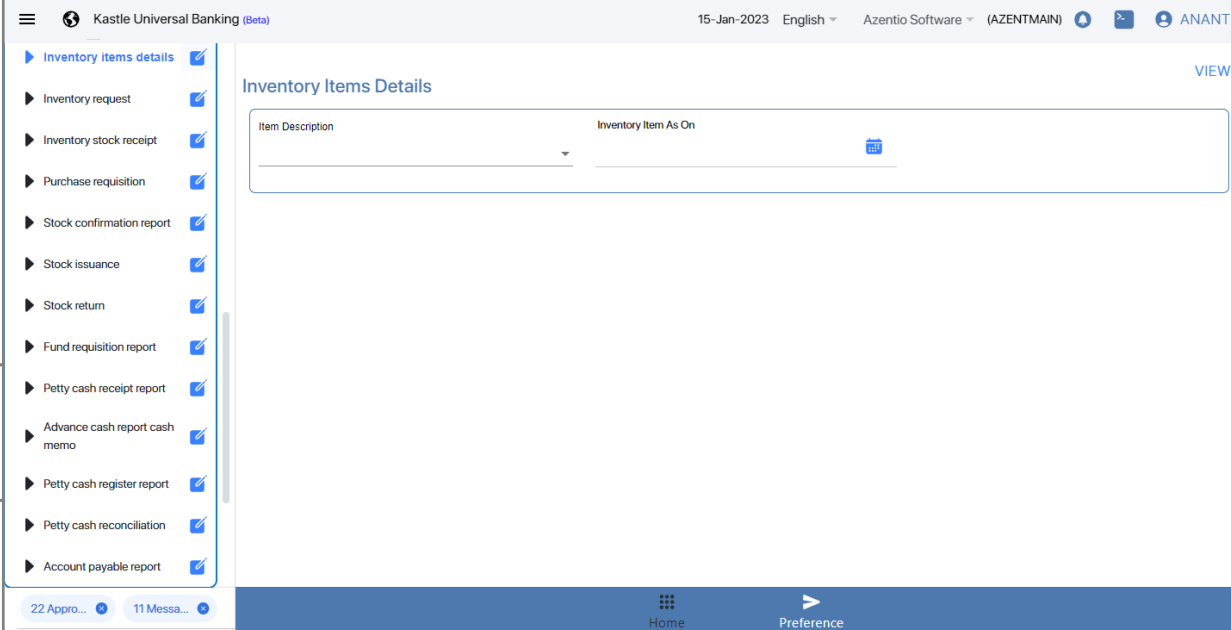 Kastle Universal Banking (Beta)
15-Jan-2023 English Azentio Software (AZENTMAIN) ANANT
Inventory items details
Inventory request
Inventory stock receipt
Purchase requisition
Stock confirmation report
Stock issuance
Stock return
Fund requisition report
Petty cash receipt report
Advance cash report cash
memo
Petty cash register report
Petty cash reconciliation
Account payable report
22 Appro...
11 Messa...
VIEW
Inventory Items Details
Item Description
Inventory Item As On
Home
Preference